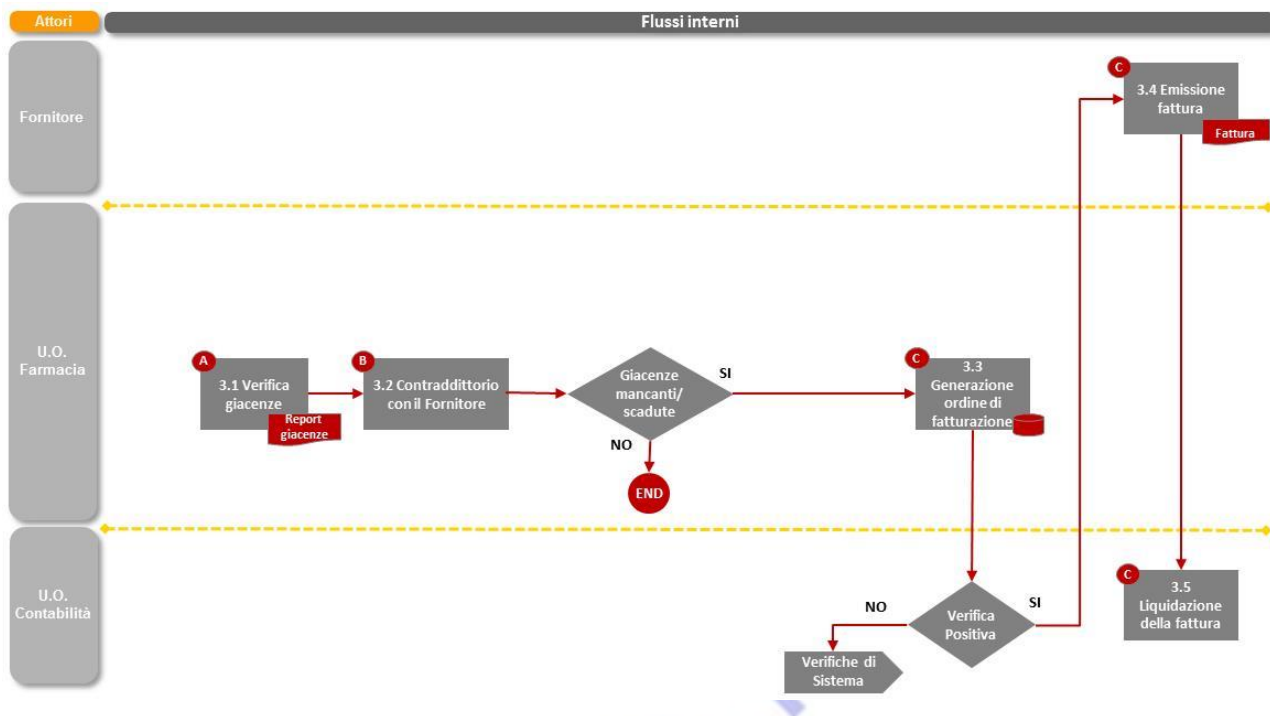 Attori
Flussi interni
Fornitore
C
3.4 Emissione
fattura
Fattura
U.O.
Farmacia
A
3.1 Verifica
giacenze
Report
giacenze
B
3.2 Contraddittorio
con il Fornitore
Giacenze
mancanti/
scadute
SI
NO
END
C
3.3
Generazione
ordine di
fatturazione
U.O.
Contabilità
NO
Verifica
Positiva
SI
Verifiche di
Sistema
C
3.5
Liquidazione
della fattura